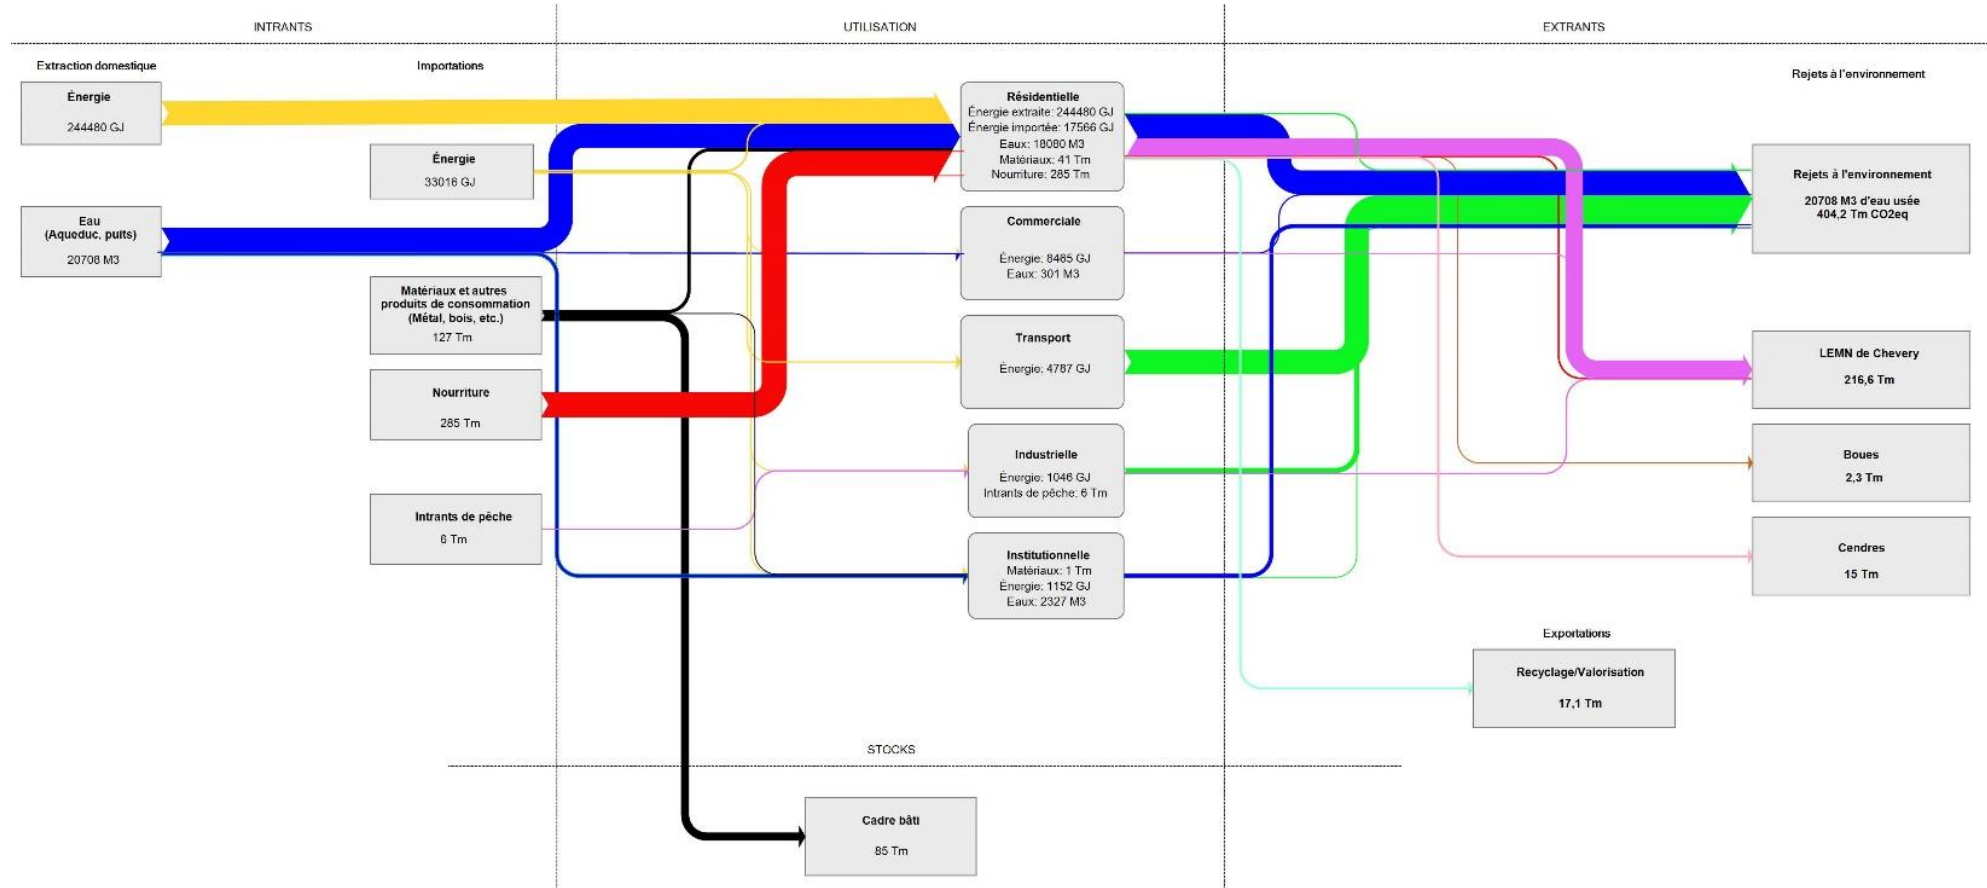 INTRANTS
UTILISATION
EXTRANTS
Extraction domestique
Importations
Rejets à l'environnement
Énergie
244480 GJ
Énergie
33016 GJ
Eau
(Aqueduc, puits)
20708 M3
Matériaux et autres
produits de consommation
(Métal, bois, etc.)
127 Tm
Nourriture
285 Tm
Intrants de pêche
6 Tm
Résidentielle
Énergie extraite: 244480 GJ
Énergie importée: 17566 GJ
Eaux: 18080 M3
Matériaux: 41 Tm
Nourriture: 285 Tm
Commerciale
Énergie: 8465 GJ
Eaux: 301 M3
Transport
Énergie: 4787 GJ
Industrielle
Énergie: 1046 GJ
Intrants de pêche: 6 Tm
Institutionnelle
Matériaux: 1 Tm
Énergie: 1152 GJ
Eaux: 2327 M3
Rejets à l'environnement
20708 M3 d'eau usée
404,2 Tm CO2eq
LEMN de Chevery
216,6 Tm
Boues
2,3 Tm
Cendres
15 Tm
Exportations
Recyclage/Valorisation
17,1 Tm
STOCKS
Cadre bâti
85 Tm